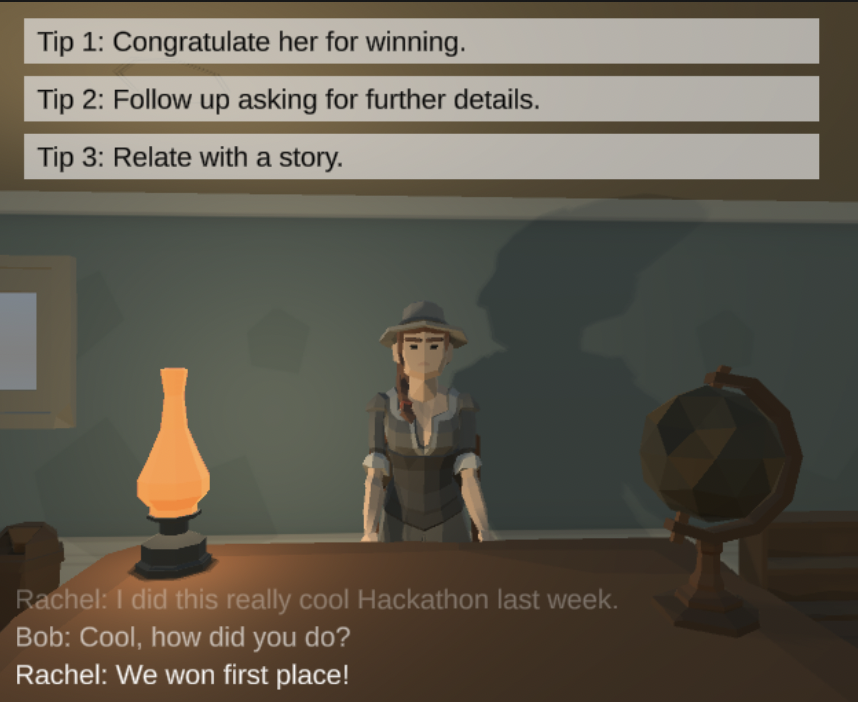 Tip 1: Congratulate her for winning.
Tip 2: Follow up asking for further details.
Tip 3: Relate with a story.
Rachel: I did this really cool Hackathon last week.
Bob: Cool, how did you do?
Rachel: We won first place!